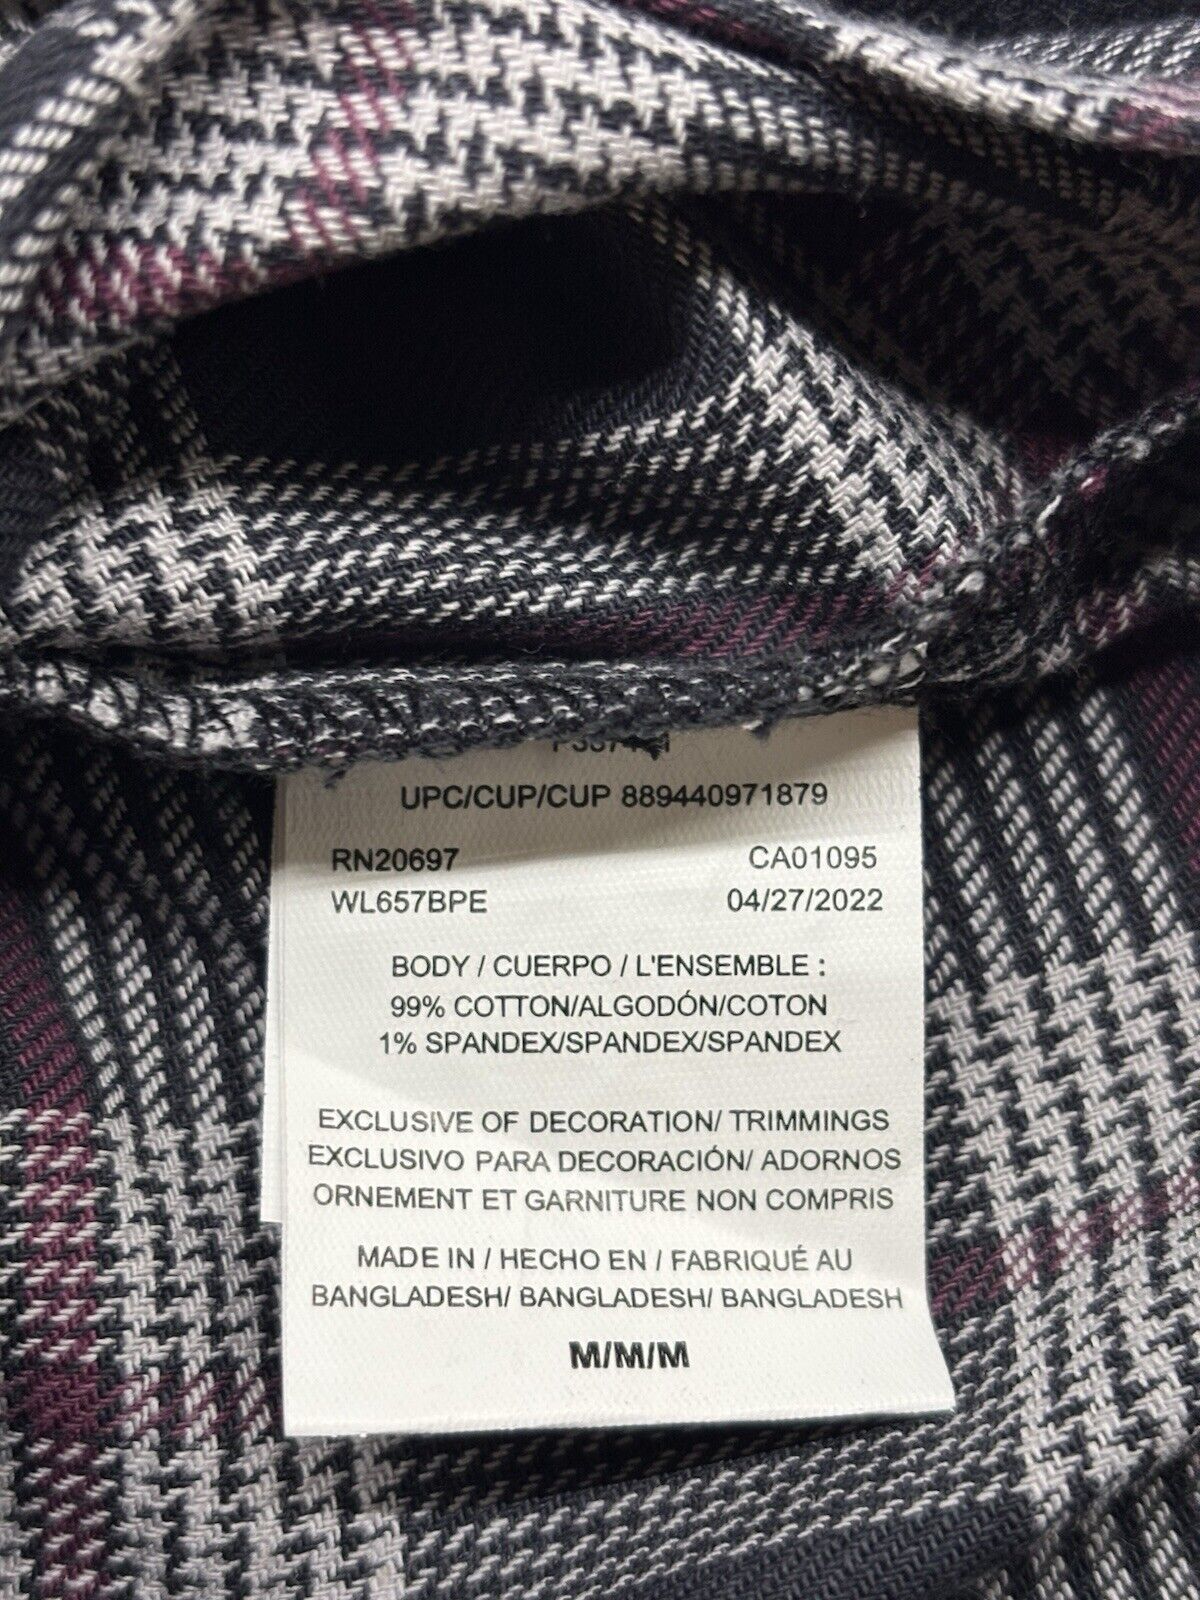 UPC/CUP/CUP 889440971879
RN20697 CA01095
WL657BPE 04/27/2022
BODY / CUERPO / L'ENSEMBLE :
99% COTTON/ALGODÓN/COTON
1% SPANDEX/SPANDEX/SPANDEX
EXCLUSIVE OF DECORATION/ TRIMMINGS
EXCLUSIVO PARA DECORACIÓN/ ADORNOS
ORNEMENT ET GARNITURE NON COMPRIS
MADE IN / HECHO EN / FABRIQUÉ AU
BANGLADESH/ BANGLADESH/ BANGLADESH
M/M/M